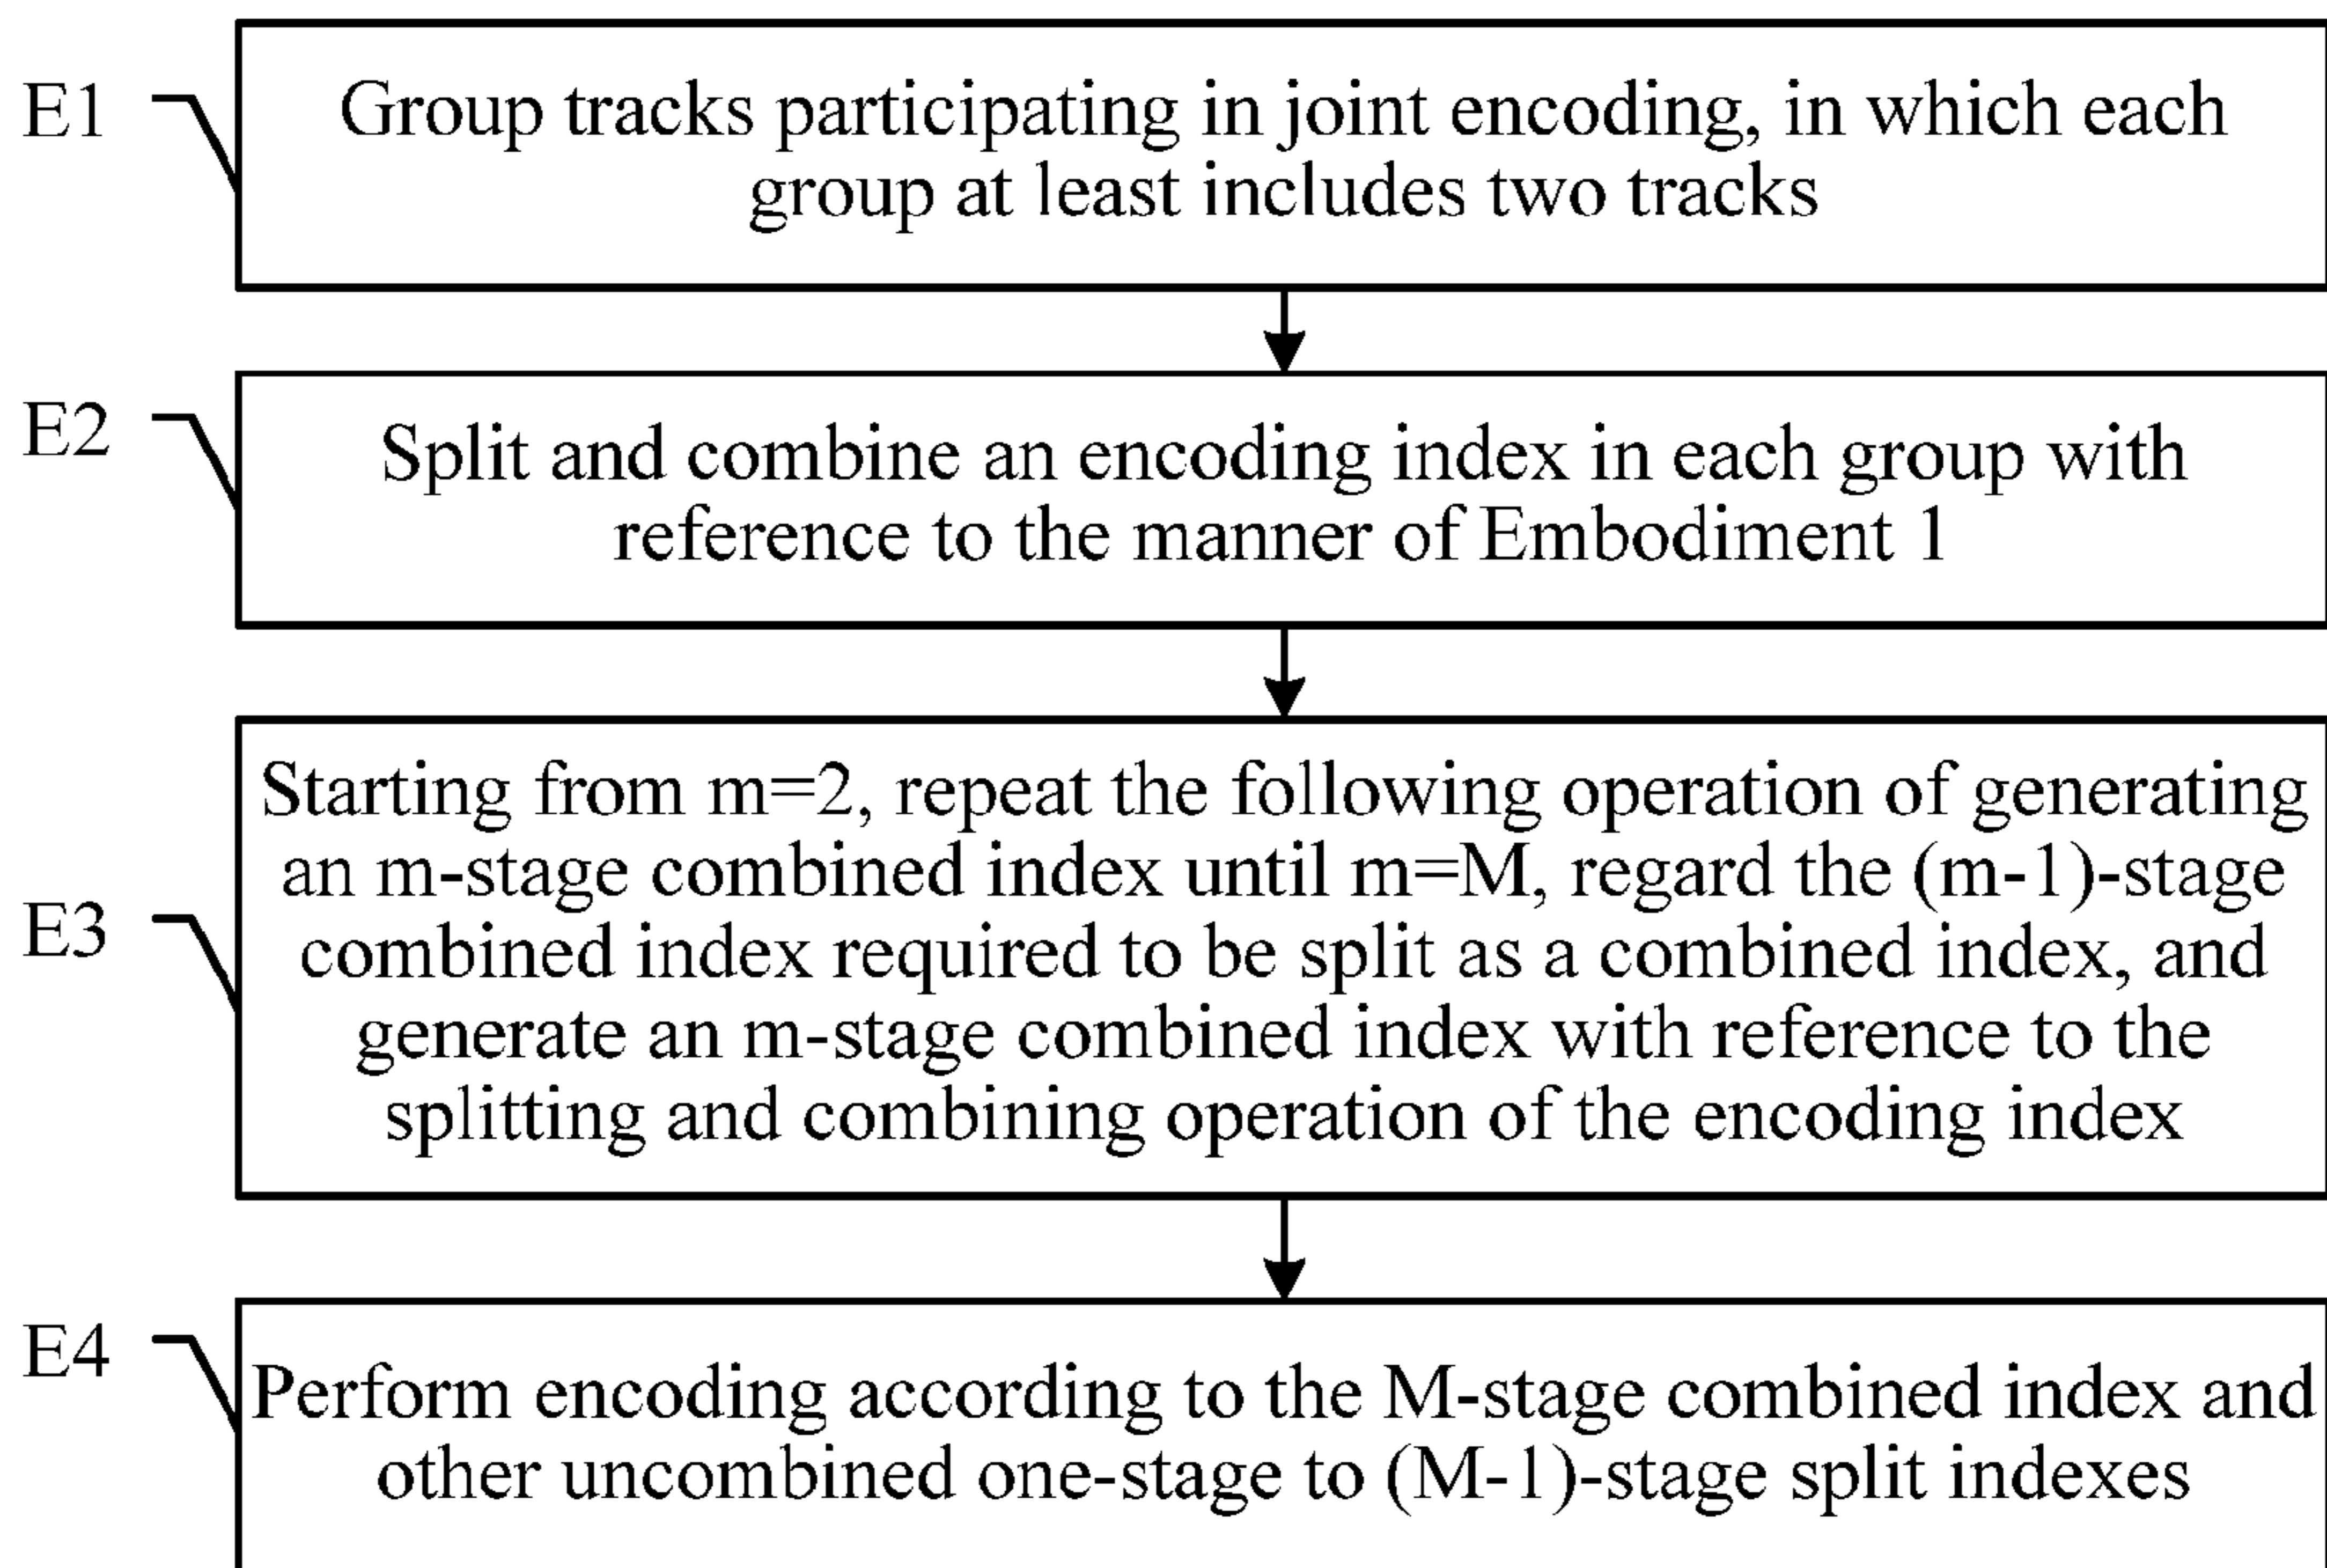 E1
Group tracks participating in joint encoding, in which each
group at least includes two tracks
E2
Split and combine an encoding index in each group with
reference to the manner of Embodiment 1
E3
Starting from m=2, repeat the following operation of generating
an m-stage combined index until m=M, regard the (m-1)-stage
combined index required to be split as a combined index, and
generate an m-stage combined index with reference to the
splitting and combining operation of the encoding index
E4
Perform encoding according to the M-stage combined index and
other uncombined one-stage to (M-1)-stage split indexes